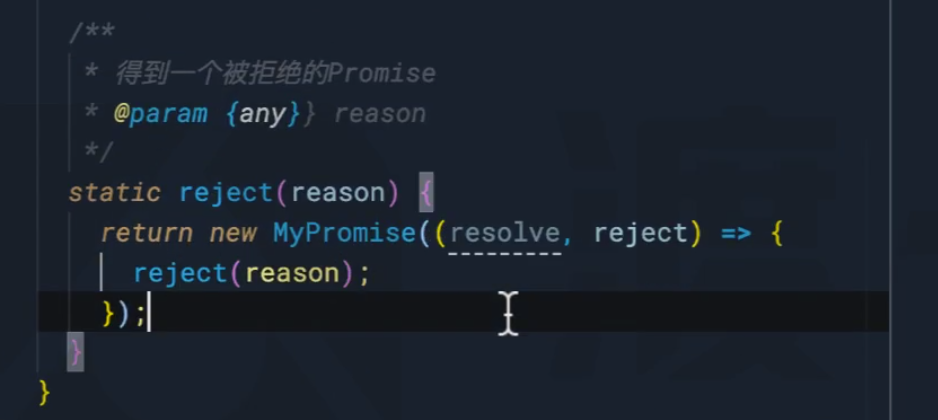 /**
 * 得到一个被拒绝的Promise
 * @param {any}} reason
 */
static reject(reason) {
  return new MyPromise((resolve, reject) => {
    reject(reason);
  });
}
}